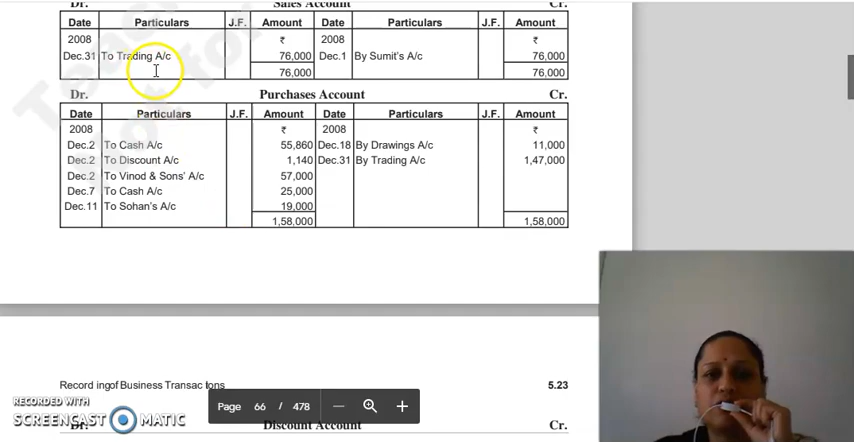 Dr. Sales Account Cr.
Date Particulars J.F. Amount Date Particulars J.F. Amount
2008 ₹ 2008 ₹
Dec.31 To Trading A/c 76,000 Dec.1 By Sumit's A/c 76,000
76,000 76,000
Dr. Purchases Account Cr.
Date Particulars J.F. Amount Date Particulars J.F. Amount
2008 ₹ 2008 ₹
Dec.2 To Cash A/c 55,860 Dec.18 By Drawings A/c 11,000
Dec.2 To Discount A/c 1,140 Dec.31 By Trading A/c 1,47,000
Dec.2 To Vinod & Sons' A/c 57,000
Dec.7 To Cash A/c 25,000
Dec.11 To Sohan's A/c 19,000
1,58,000 1,58,000
Record ingof Business Transac tons 5.23
RECORDED WITH
SCREENCAST MATIC
Page 66 / 478
Dr. Discount Account Cr.